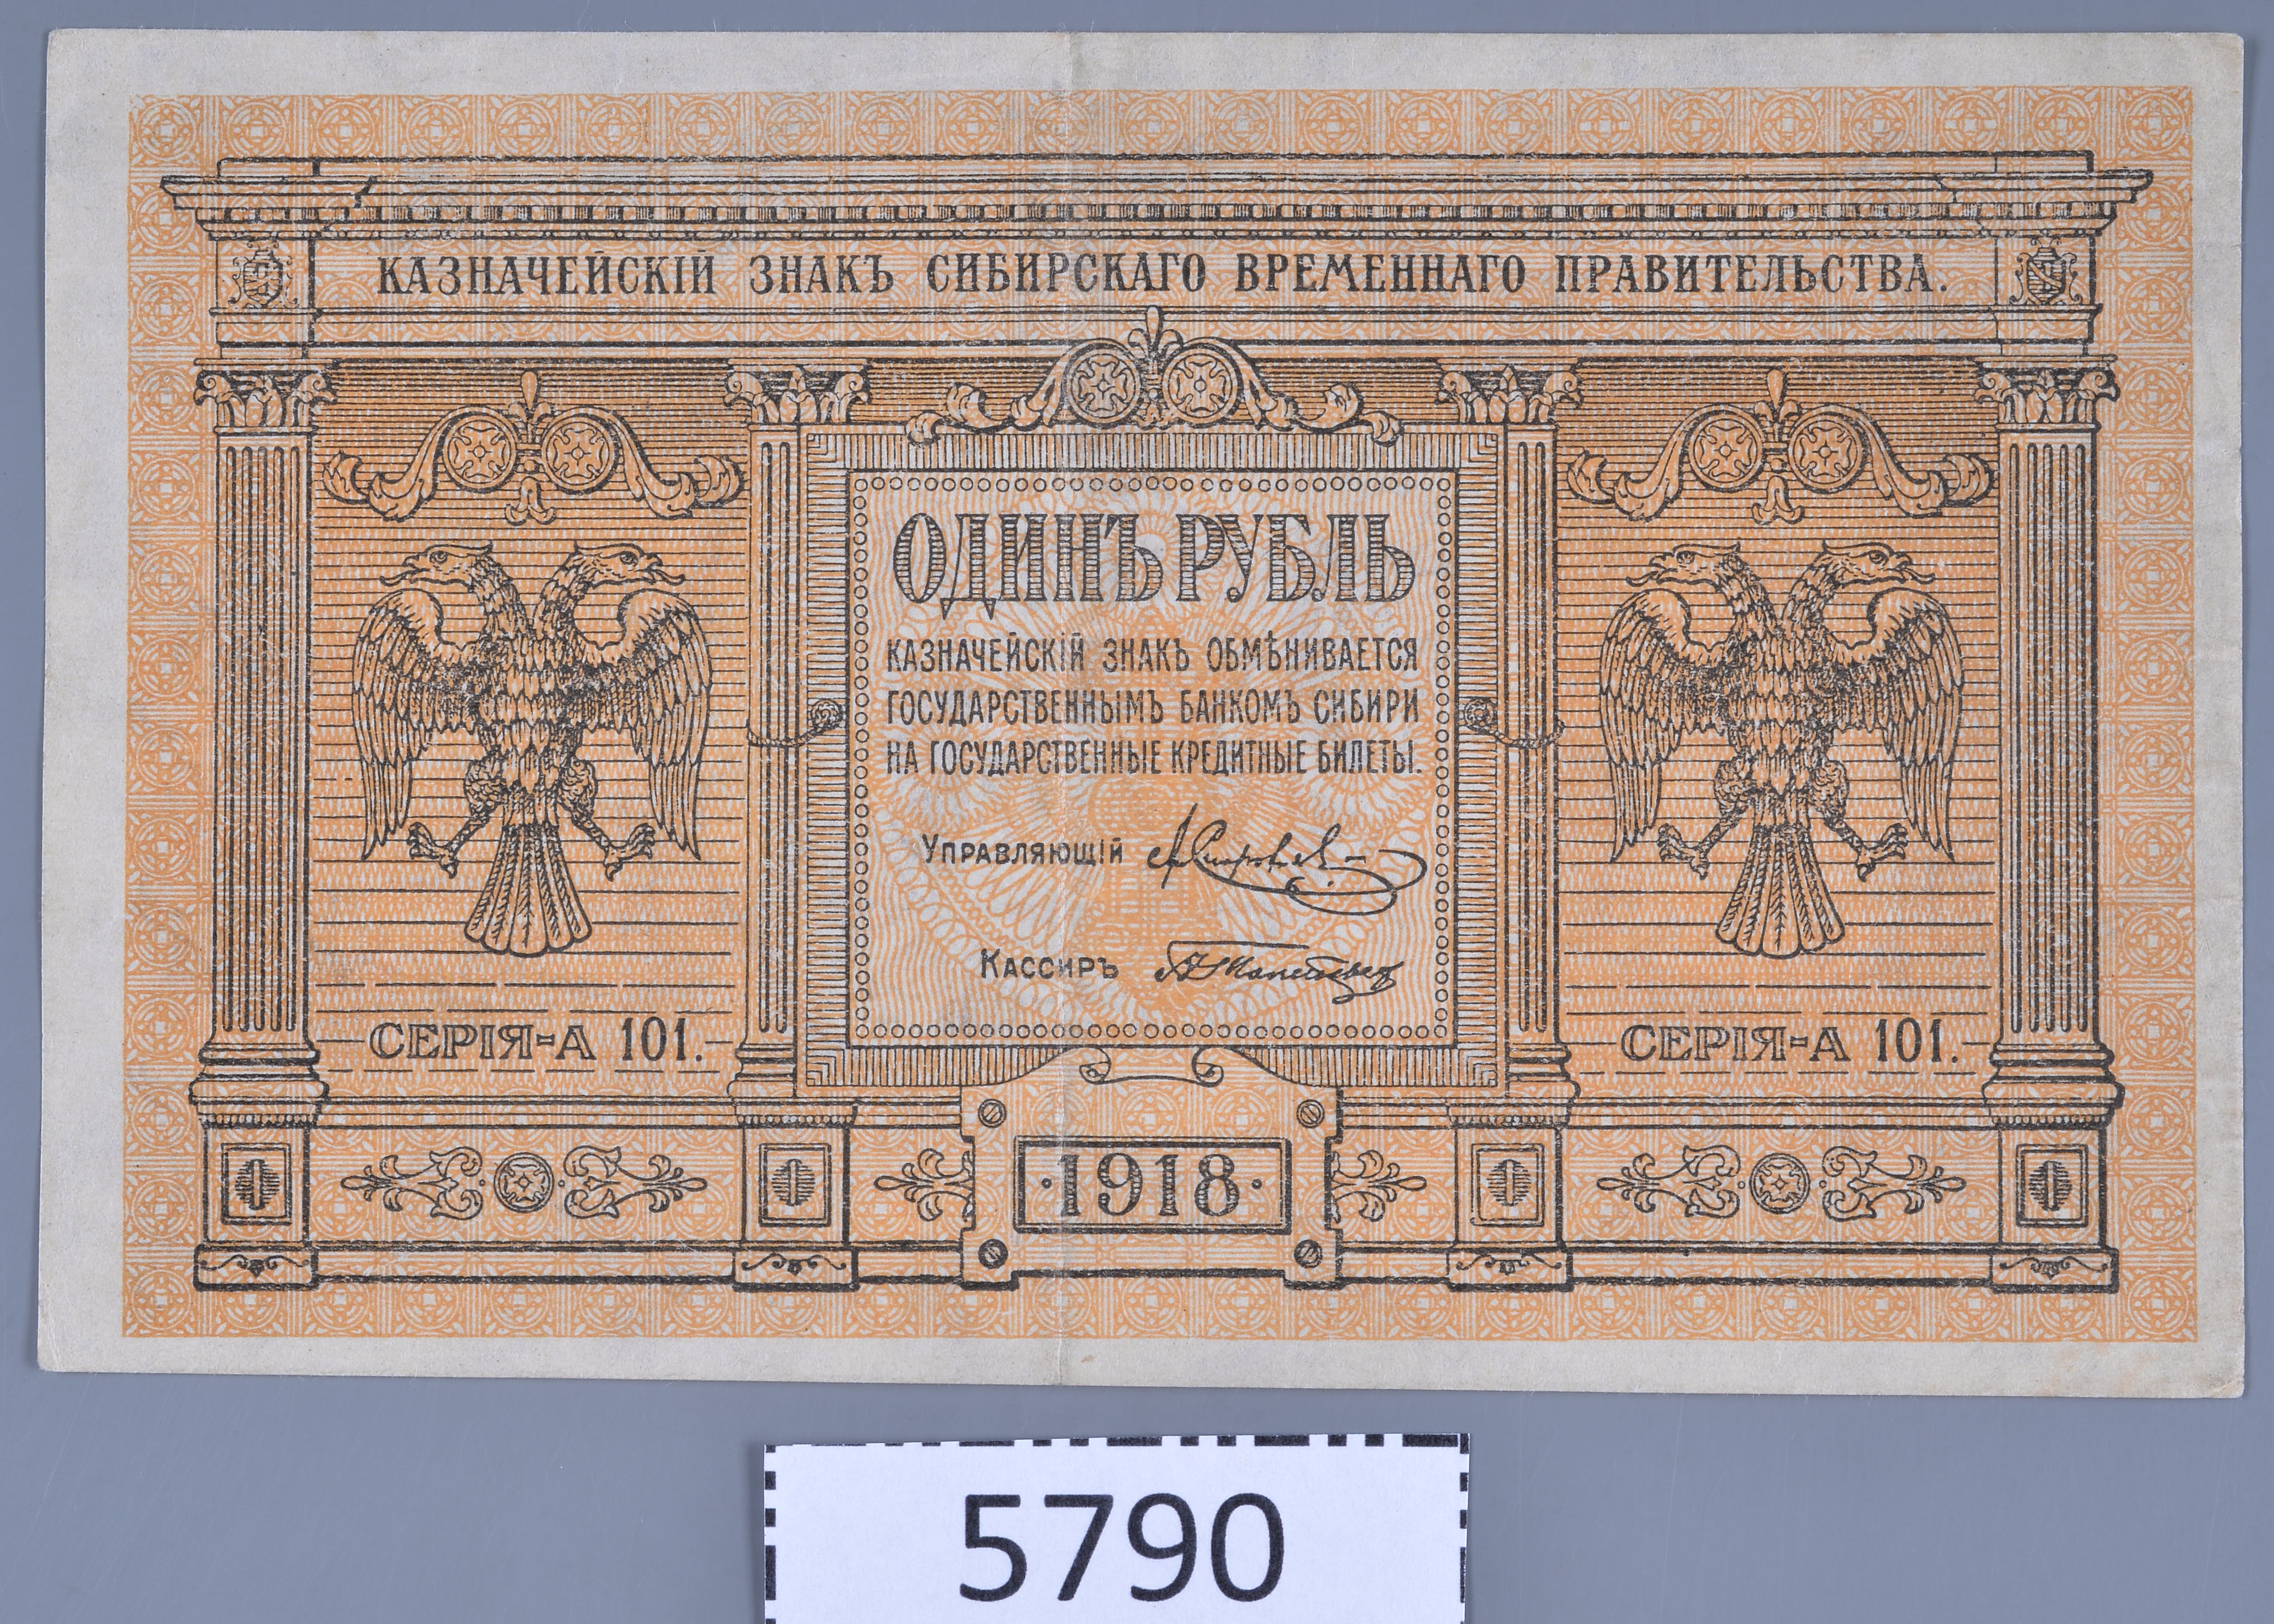 КАЗНАЧЕЙСКІЙ ЗНАКЪ СИБИРСКАГО ВРЕМЕННАГО ПРАВИТЕЛЬСТВА.
ОДИНЪ РУБЛЬ
КАЗНАЧЕЙСКІЙ ЗНАКЪ ОБМѢНИВАЕТСЯ
ГОСУДАРСТВЕННЫМЪ БАНКОМЪ СИБИРИ
НА ГОСУДАРСТВЕННЫЕ КРЕДИТНЫЕ БИЛЕТЫ.
Управляющій
Кассиръ
СЕРІЯ-А 101.
СЕРІЯ-А 101.
1 1 1 1
·1918·
5790